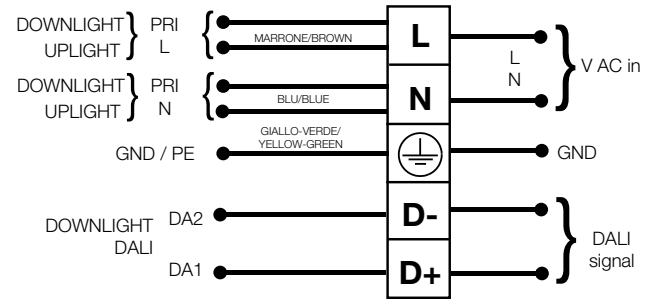 DOWNLIGHT PRI
UPLIGHT L
MARRONE/BROWN
L
L
N
V AC in
DOWNLIGHT PRI
UPLIGHT N
BLU/BLUE
N
GIALLO-VERDE/
YELLOW-GREEN
GND / PE
GND
DOWNLIGHT
DALI
DA2
DA1
D-
D+
DALI
signal